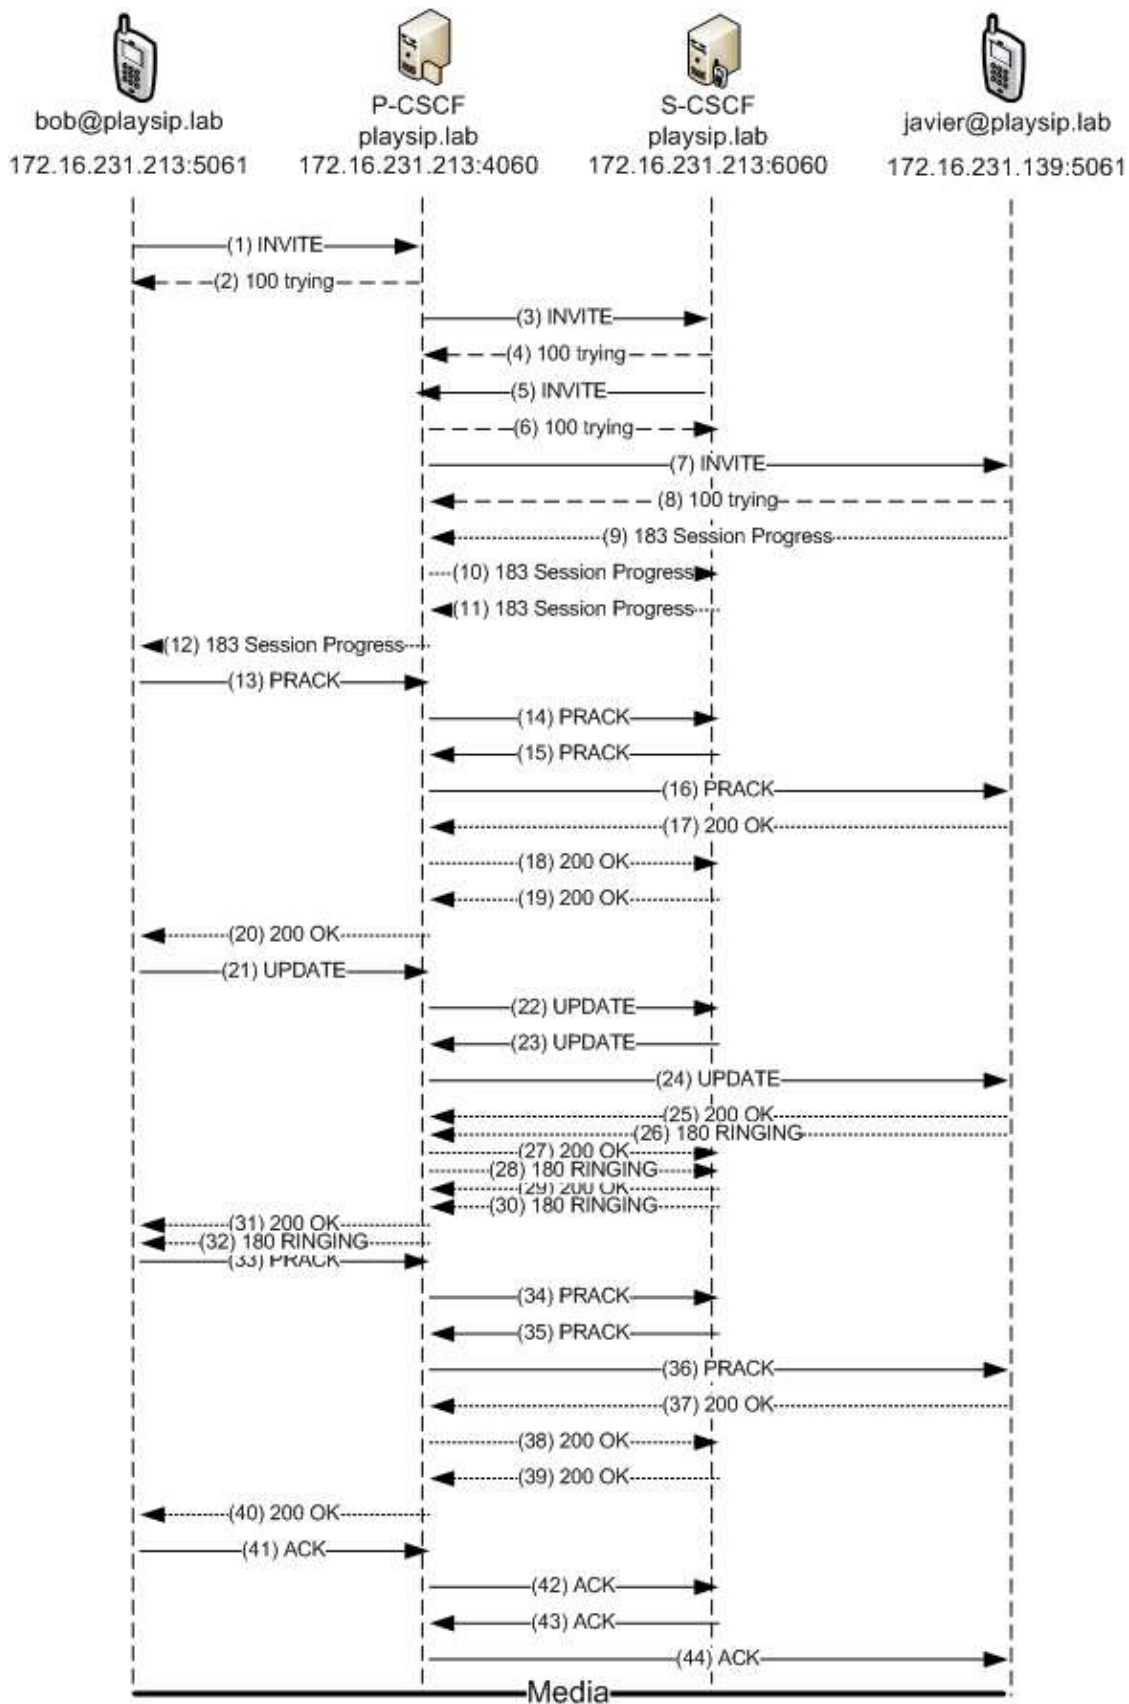 bob@playsip.lab
172.16.231.213:5061
P-CSCF
playsip.lab
172.16.231.213:4060
S-CSCF
playsip.lab
172.16.231.213:6060
javier@playsip.lab
172.16.231.139:5061
(1) INVITE
(2) 100 trying
(3) INVITE
(4) 100 trying
(5) INVITE
(6) 100 trying
(7) INVITE
(8) 100 trying
(9) 183 Session Progress
(10) 183 Session Progress
(11) 183 Session Progress
(12) 183 Session Progress
(13) PRACK
(14) PRACK
(15) PRACK
(16) PRACK
(17) 200 OK
(18) 200 OK
(19) 200 OK
(20) 200 OK
(21) UPDATE
(22) UPDATE
(23) UPDATE
(24) UPDATE
(25) 200 OK
(26) 180 RINGING
(27) 200 OK
(28) 180 RINGING
(29) 200 OK
(30) 180 RINGING
(31) 200 OK
(32) 180 RINGING
(33) PRACK
(34) PRACK
(35) PRACK
(36) PRACK
(37) 200 OK
(38) 200 OK
(39) 200 OK
(40) 200 OK
(41) ACK
(42) ACK
(43) ACK
(44) ACK
Media